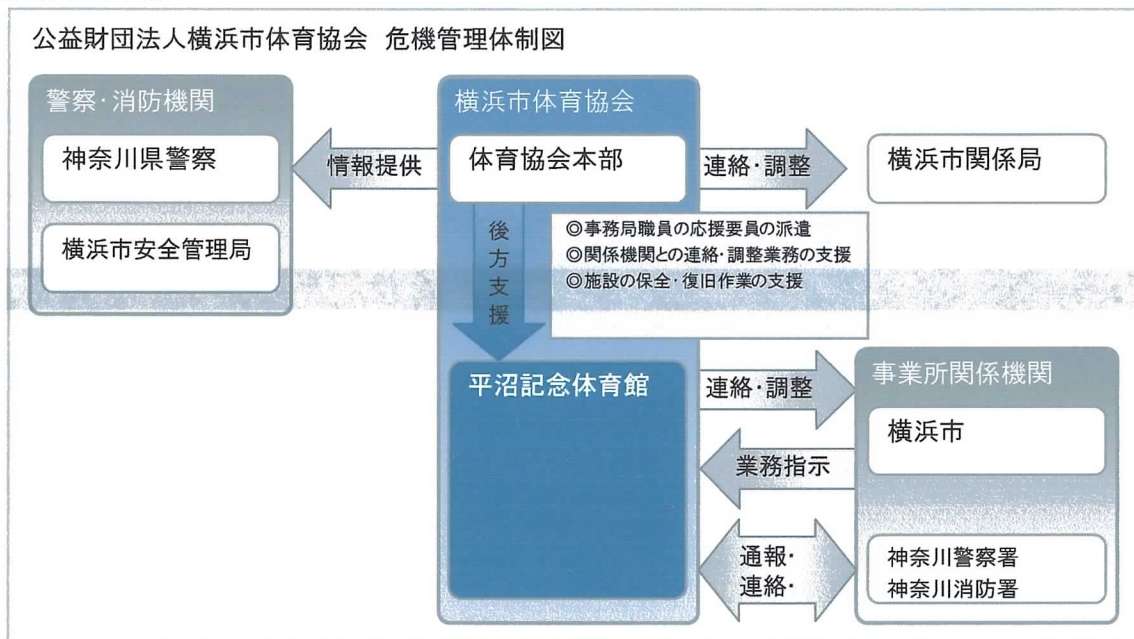 公益財団法人横浜市体育協会 危機管理体制図
警察・消防機関
神奈川県警察
横浜市安全管理局
情報提供
横浜市体育協会
体育協会本部
連絡・調整
横浜市関係局
後方支援
◎事務局職員の応援要員の派遣
◎関係機関との連絡・調整業務の支援
◎施設の保全・復旧作業の支援
平沼記念体育館
連絡・調整
業務指示
通報・
連絡・
事業所関係機関
横浜市
神奈川警察署
神奈川消防署